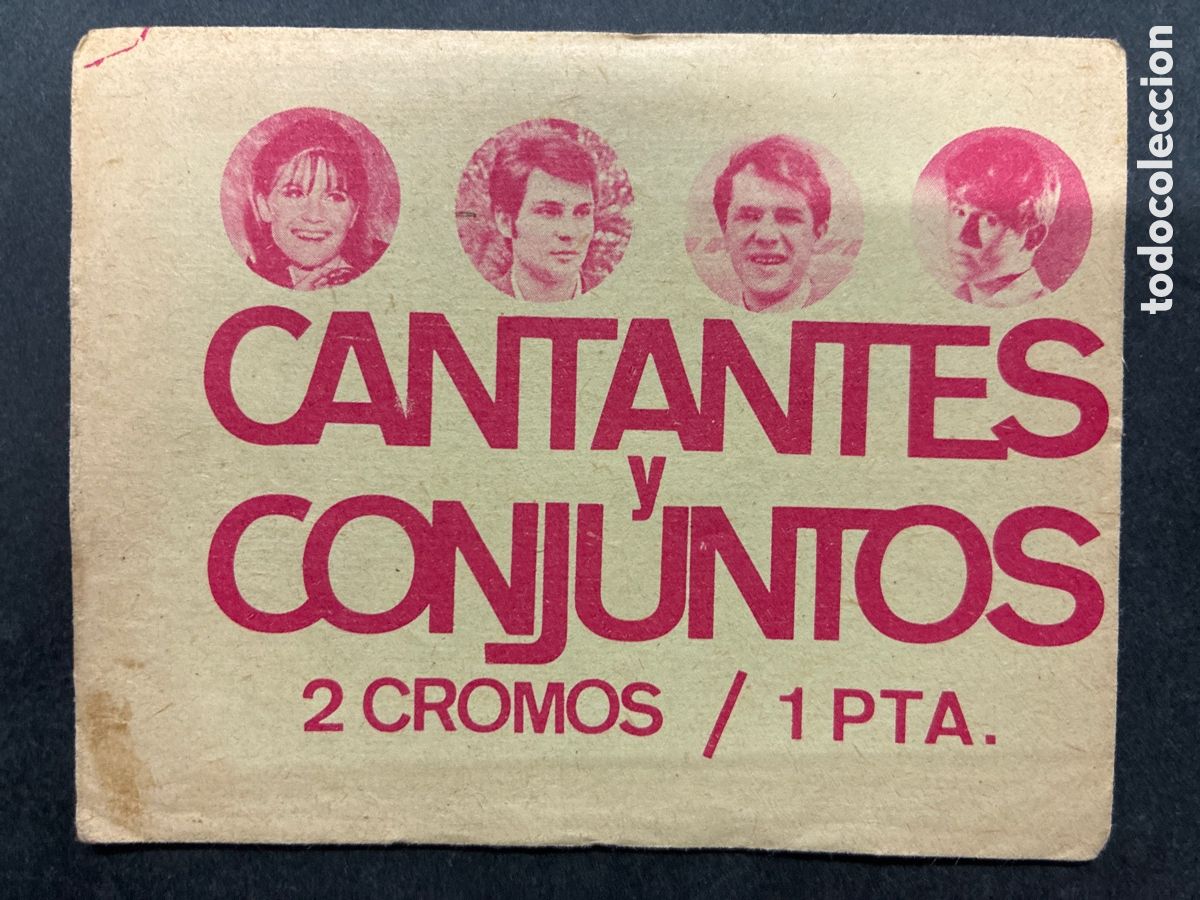 CANTANTES
y
CONJUNTOS
2 CROMOS / 1 PTA.
todocoleccion